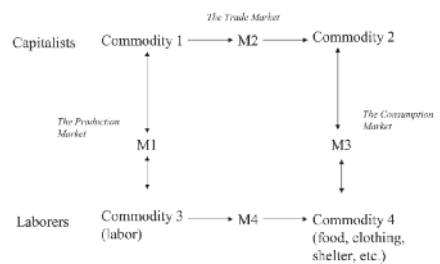 The Trade Market
Capitalists Commodity 1 M2 Commodity 2
The Production
Market
The Consumption
Market
M1 M3
Laborers Commodity 3 M4 Commodity 4
(labor) (food, clothing,
shelter, etc.)